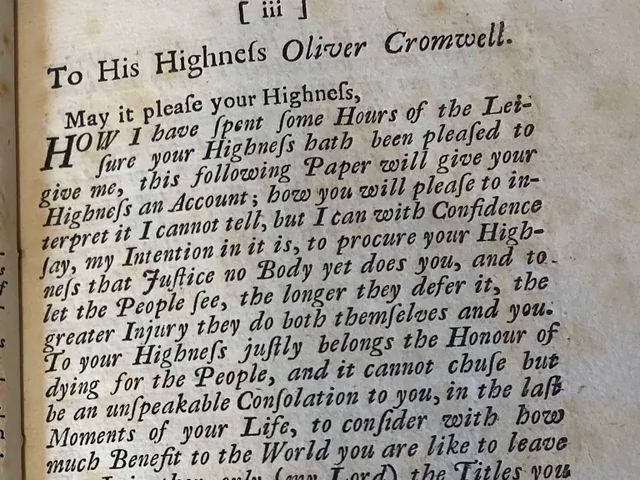 [ iii ]
To His Highneſs Oliver Cromwell.
May it pleaſe your Highneſs,
HOW I have ſpent ſome Hours of the Lei-
ſure your Highneſs hath been pleaſed to
give me, this following Paper will give your
Highneſs an Account; how you will pleaſe to in-
terpret it I cannot tell, but I can with Confidence
ſay, my Intention in it is, to procure your High-
neſs that Juſtice no Body yet does you, and to
let the People ſee, the longer they defer it, the
greater Injury they do both themſelves and you.
To your Highneſs juſtly belongs the Honour of
dying for the People, and it cannot chuſe but
be an unſpeakable Conſolation to you, in the laſt
Moments of your Life, to conſider with how
much Benefit to the World you are like to leave
only (my Lord) the Titles you